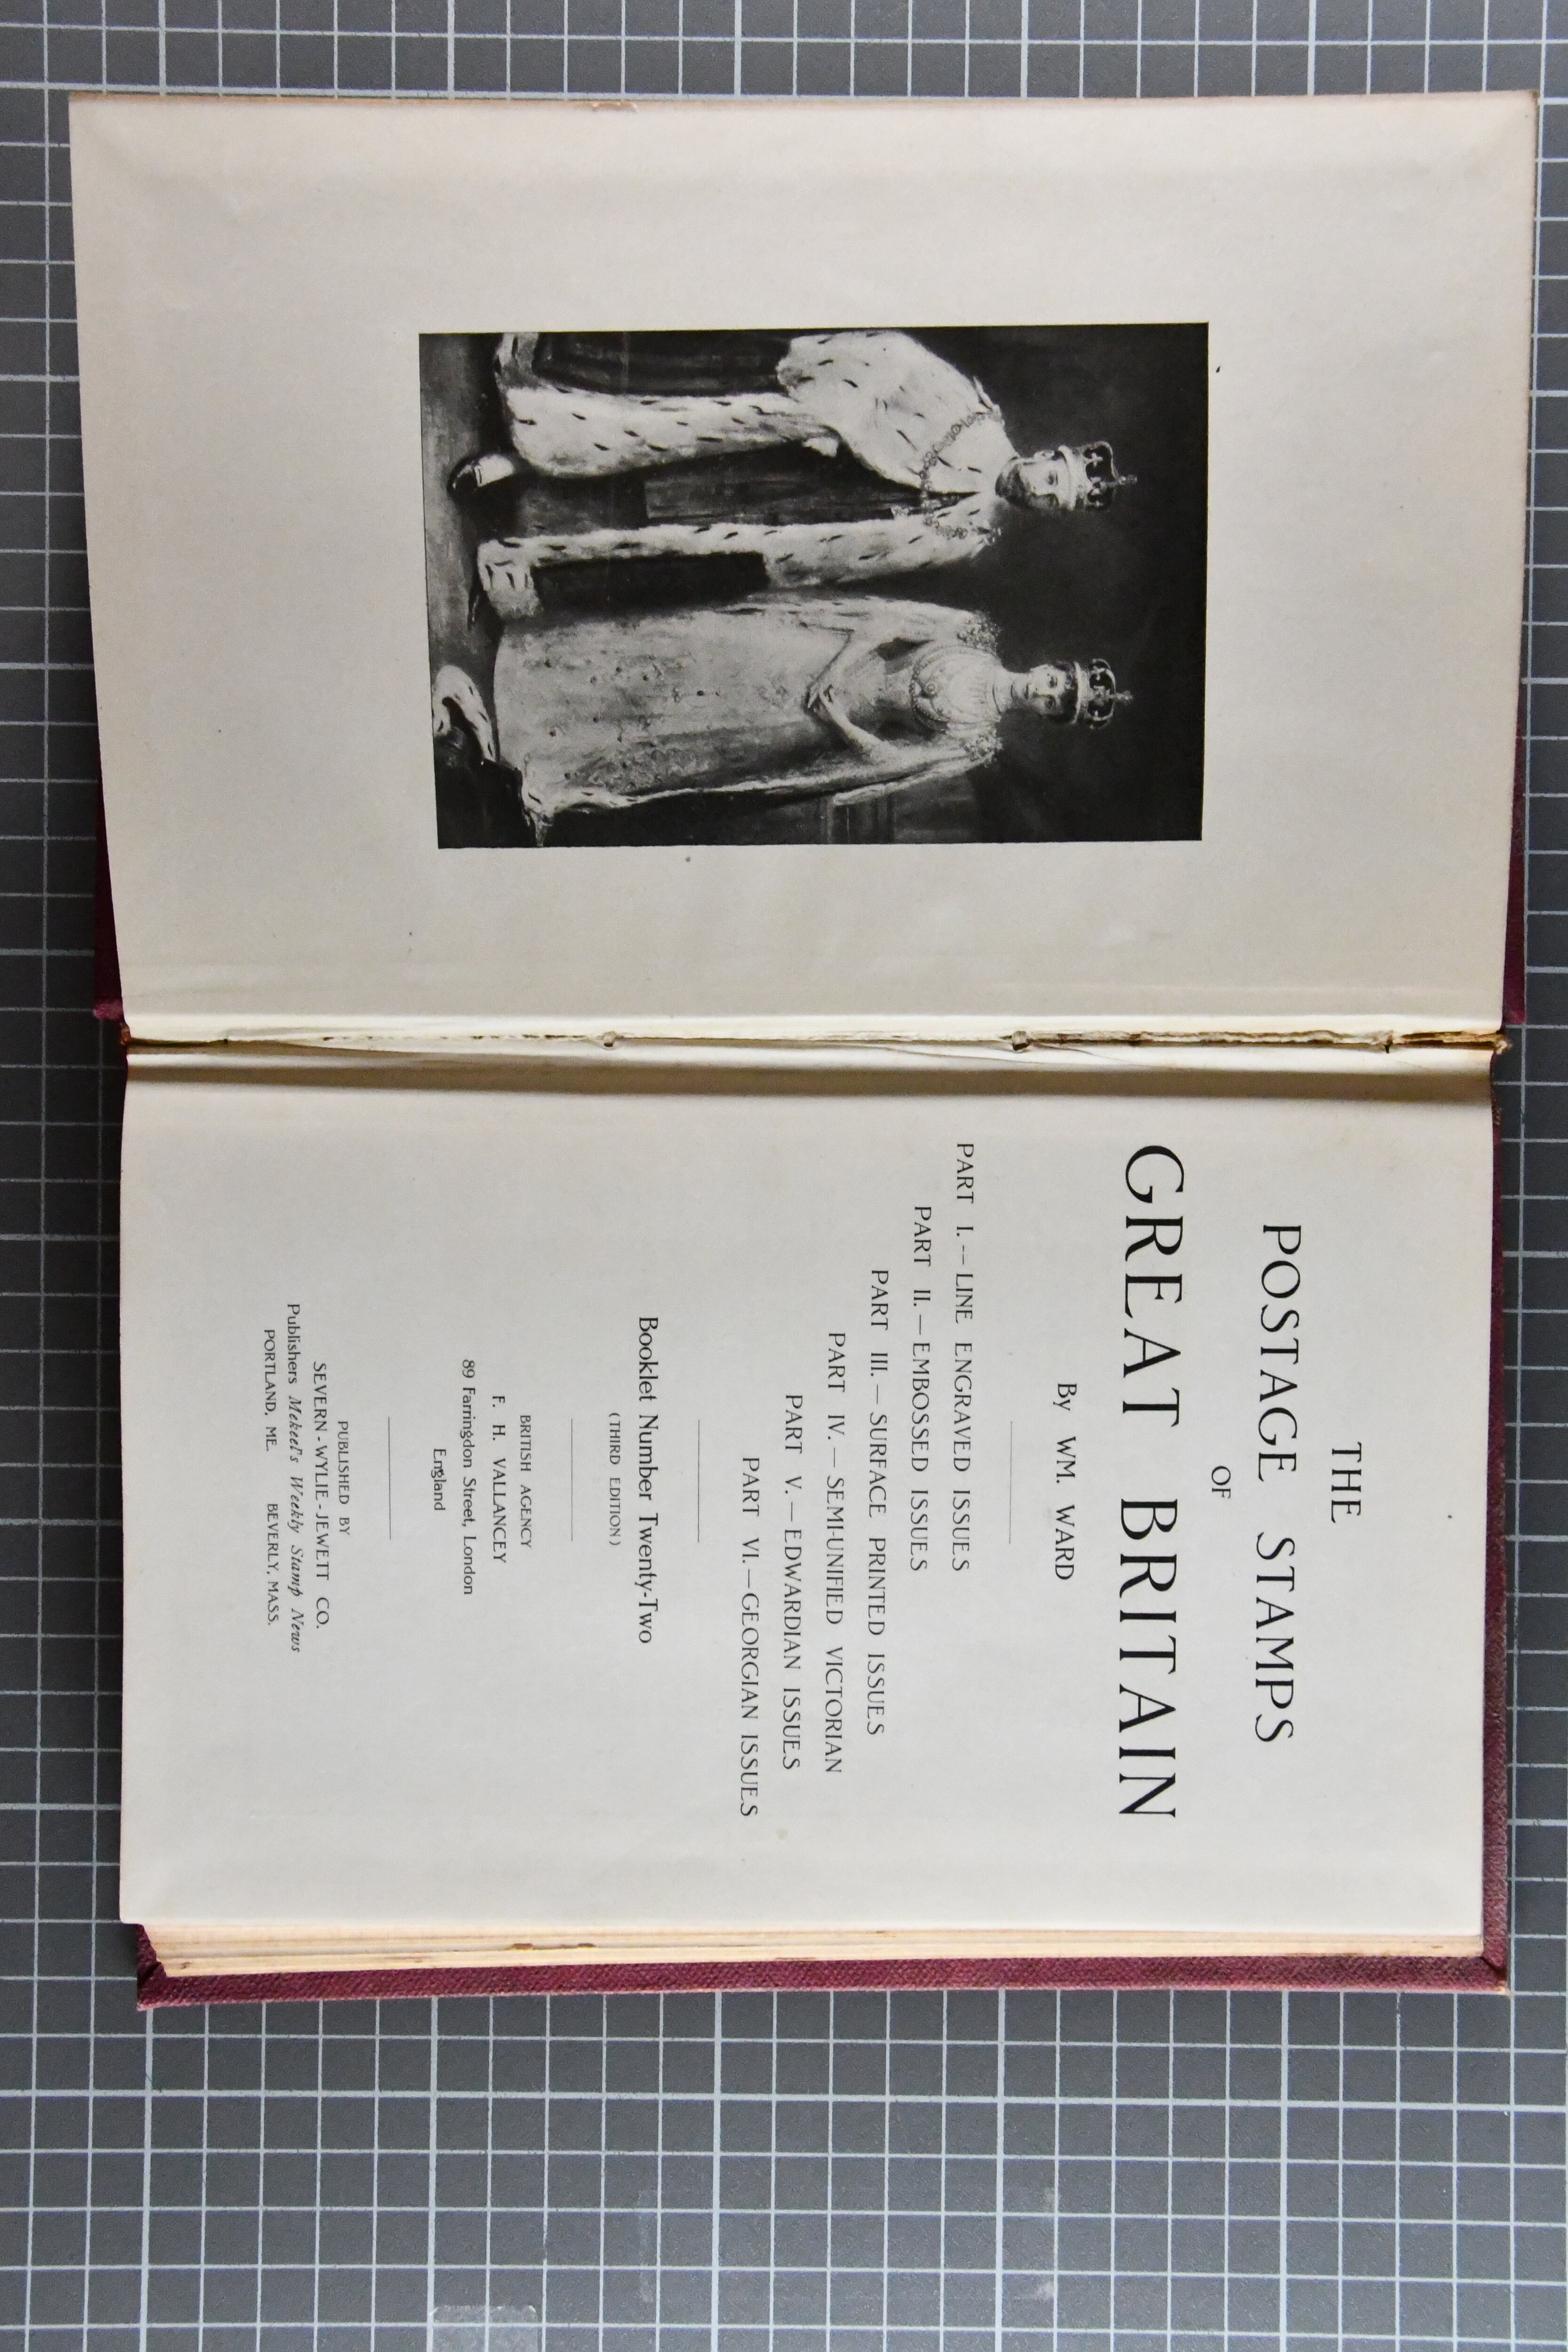 THE
POSTAGE STAMPS
OF
GREAT BRITAIN
By WM. WARD
PART I.—LINE ENGRAVED ISSUES
PART II.—EMBOSSED ISSUES
PART III.—SURFACE PRINTED ISSUES
PART IV.—SEMI-UNIFIED VICTORIAN
PART V.—EDWARDIAN ISSUES
PART VI.—GEORGIAN ISSUES
Booklet Number Twenty-Two
(THIRD EDITION)
BRITISH AGENCY
F. H. VALLANCEY
89 Farringdon Street, London
England
PUBLISHED BY
SEVERN-WYLIE-JEWETT CO.
Publishers Mekeel's Weekly Stamp News
PORTLAND, ME. BEVERLY, MASS.